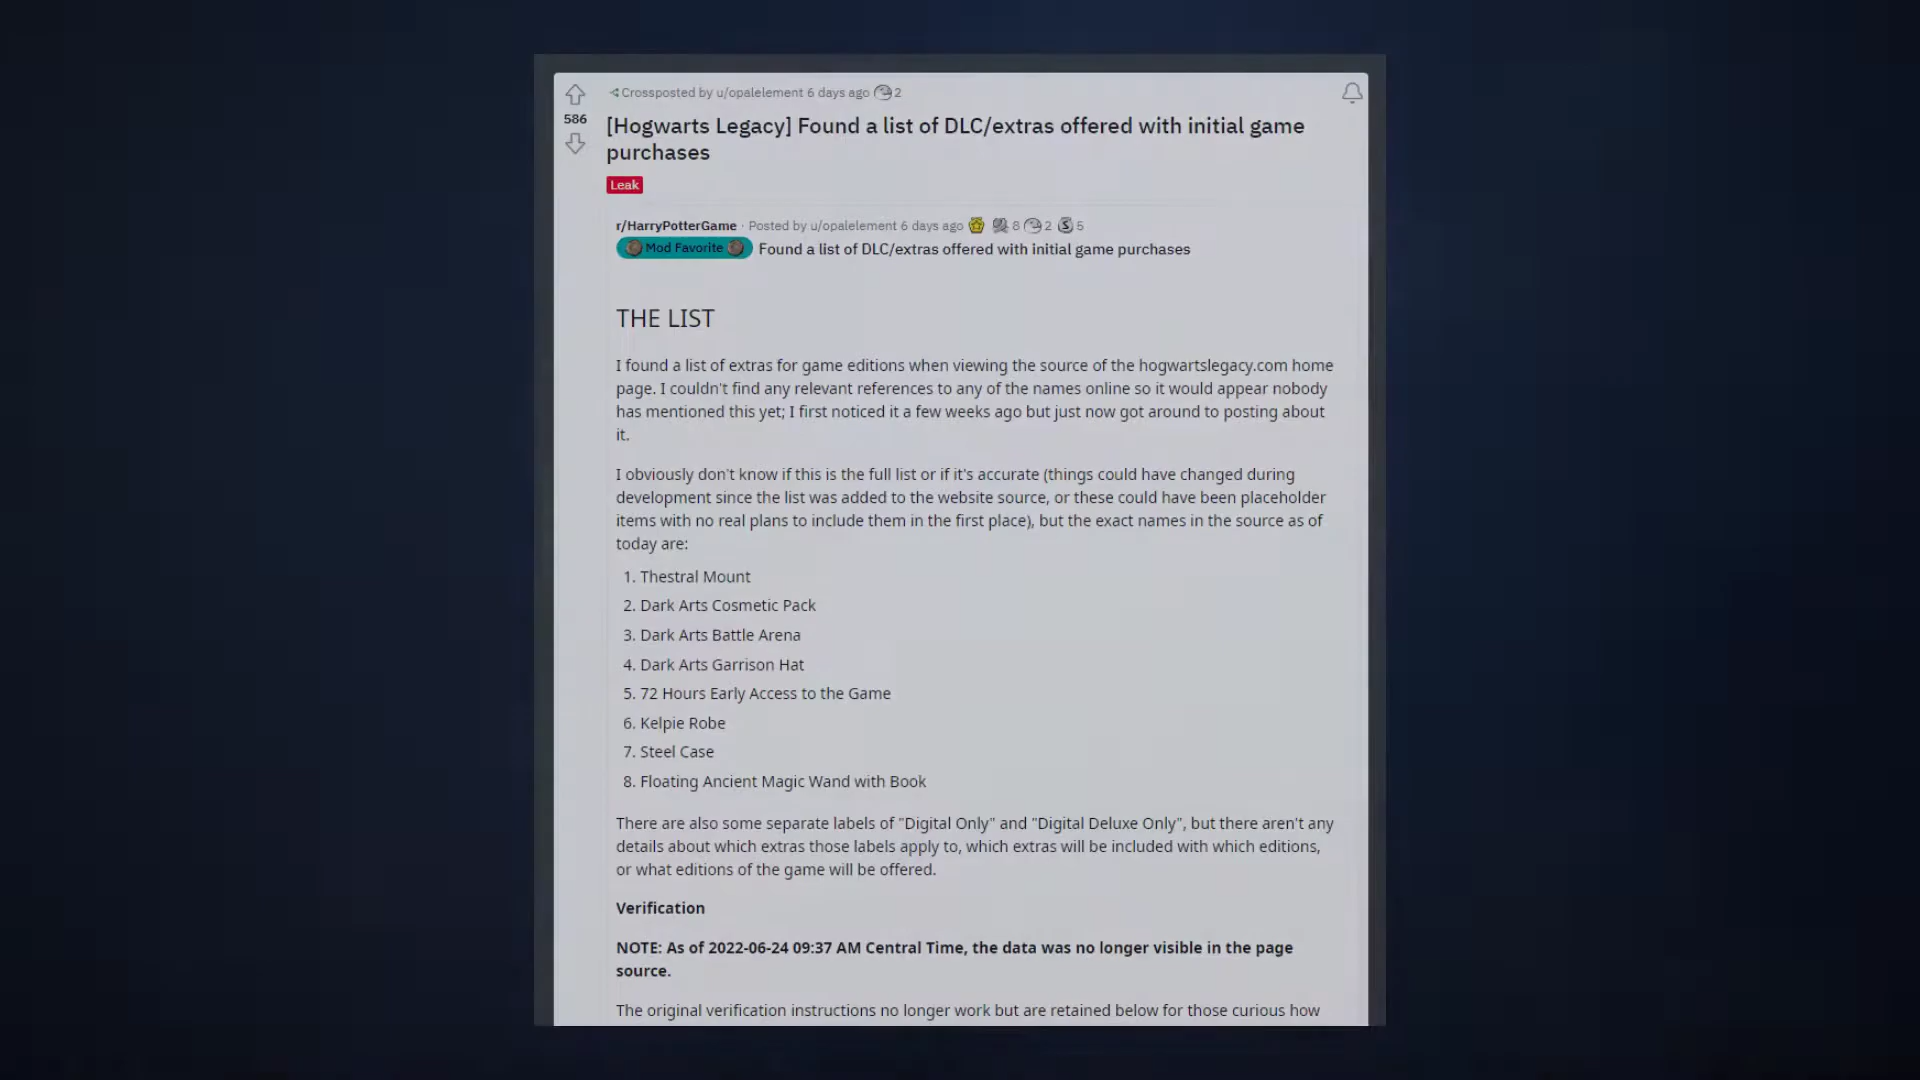 Crossposted by u/opalelement 6 days ago 2
586
[Hogwarts Legacy] Found a list of DLC/extras offered with initial game
purchases
Leak
r/HarryPotterGame · Posted by u/opalelement 6 days ago 8 2 5
Mod Favorite Found a list of DLC/extras offered with initial game purchases
THE LIST
I found a list of extras for game editions when viewing the source of the hogwartslegacy.com home
page. I couldn't find any relevant references to any of the names online so it would appear nobody
has mentioned this yet; I first noticed it a few weeks ago but just now got around to posting about
it.
I obviously don't know if this is the full list or if it's accurate (things could have changed during
development since the list was added to the website source, or these could have been placeholder
items with no real plans to include them in the first place), but the exact names in the source as of
today are:
1. Thestral Mount
2. Dark Arts Cosmetic Pack
3. Dark Arts Battle Arena
4. Dark Arts Garrison Hat
5. 72 Hours Early Access to the Game
6. Kelpie Robe
7. Steel Case
8. Floating Ancient Magic Wand with Book
There are also some separate labels of "Digital Only" and "Digital Deluxe Only", but there aren't any
details about which extras those labels apply to, which extras will be included with which editions,
or what editions of the game will be offered.
Verification
NOTE: As of 2022-06-24 09:37 AM Central Time, the data was no longer visible in the page
source.
The original verification instructions no longer work but are retained below for those curious how